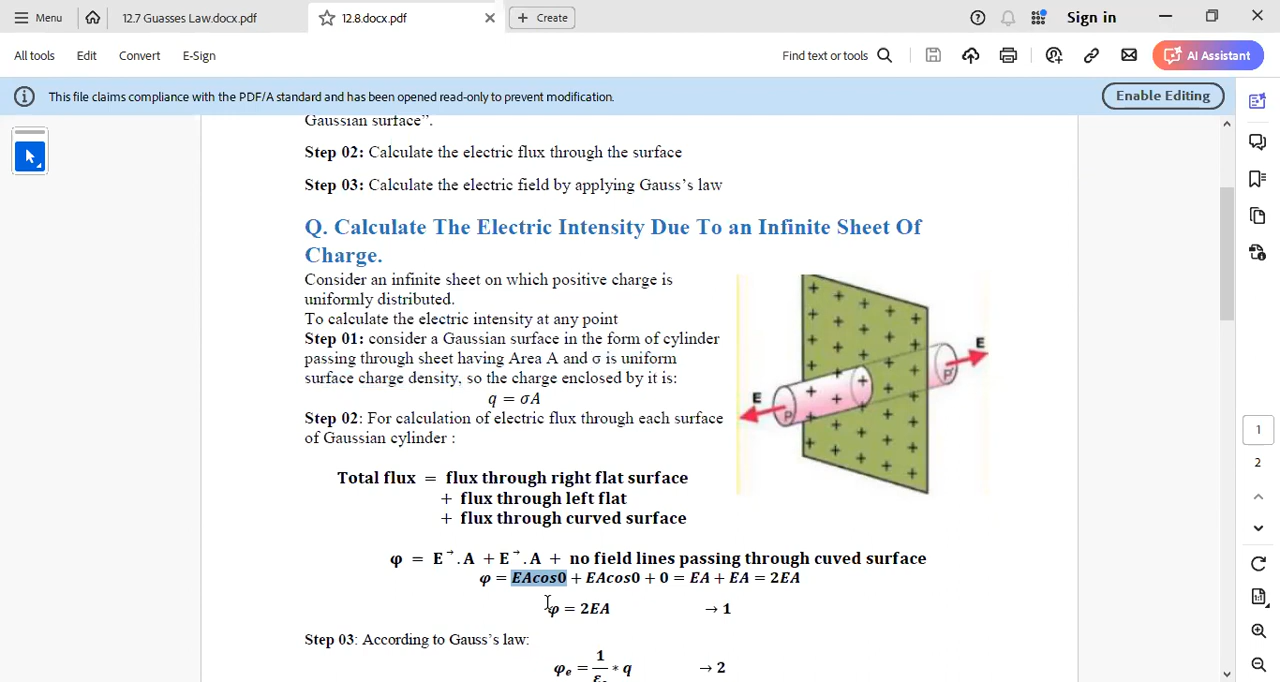 Menu
12.7 Guasses Law.docx.pdf
12.8.docx.pdf
Create
Sign in
All tools
Edit
Convert
E-Sign
Find text or tools
AI Assistant
This file claims compliance with the PDF/A standard and has been opened read-only to prevent modification.
Enable Editing
Gaussian surface”.
Step 02: Calculate the electric flux through the surface
Step 03: Calculate the electric field by applying Gauss’s law
Q. Calculate The Electric Intensity Due To an Infinite Sheet Of
Charge.
Consider an infinite sheet on which positive charge is
uniformly distributed.
To calculate the electric intensity at any point
Step 01: consider a Gaussian surface in the form of cylinder
passing through sheet having Area A and σ is uniform
surface charge density, so the charge enclosed by it is:
q = σA
Step 02: For calculation of electric flux through each surface
of Gaussian cylinder :
E
P
E
P'
Total flux = flux through right flat surface
+ flux through left flat
+ flux through curved surface
φ = E⃗ .A + E⃗ .A + no field lines passing through cuved surface
φ = EAcos0 + EAcos0 + 0 = EA + EA = 2EA
φ = 2EA → 1
Step 03: According to Gauss’s law:
φₑ = 1/ε₀ * q → 2
1
2